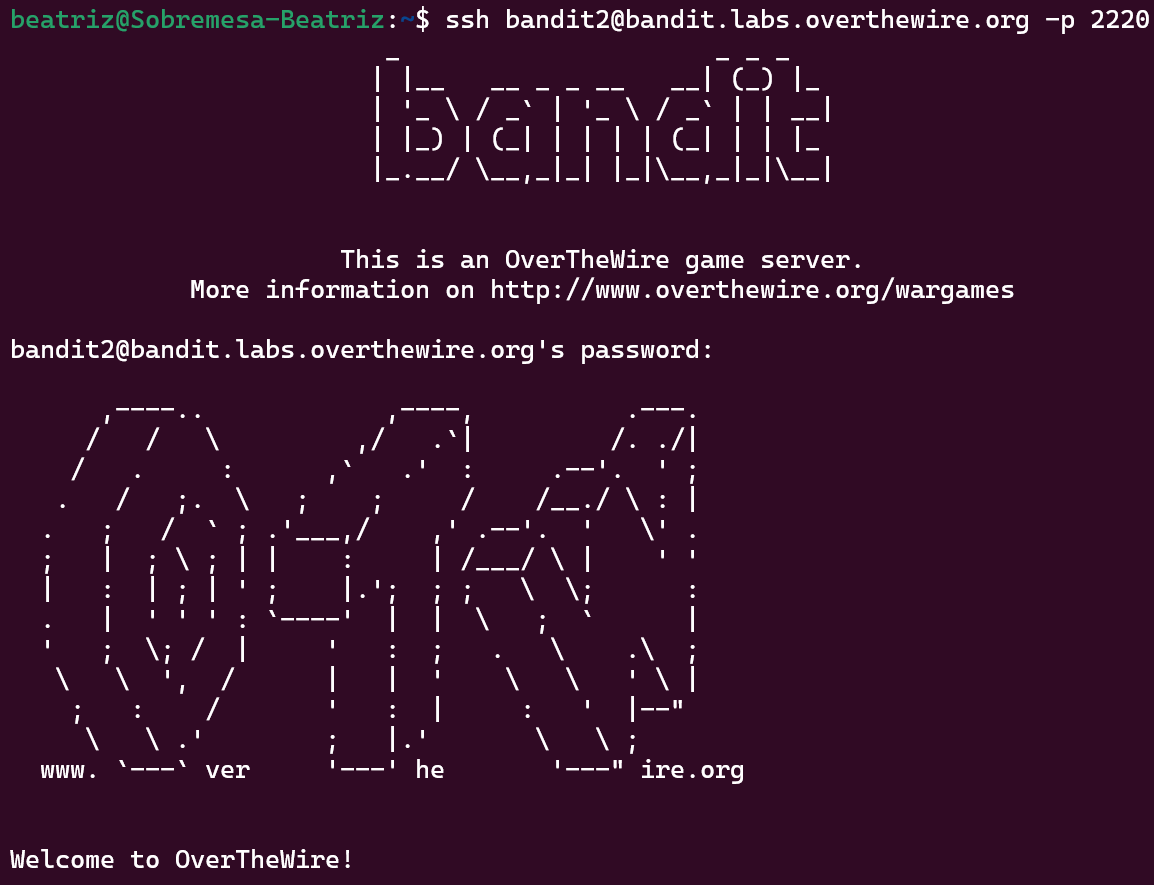 beatriz@Sobremesa-Beatriz:~$ ssh bandit2@bandit.labs.overthewire.org -p 2220
bandit
This is an OverTheWire game server.
More information on http://www.overthewire.org/wargames
bandit2@bandit.labs.overthewire.org's password:
www. ver he ire.org
Welcome to OverTheWire!